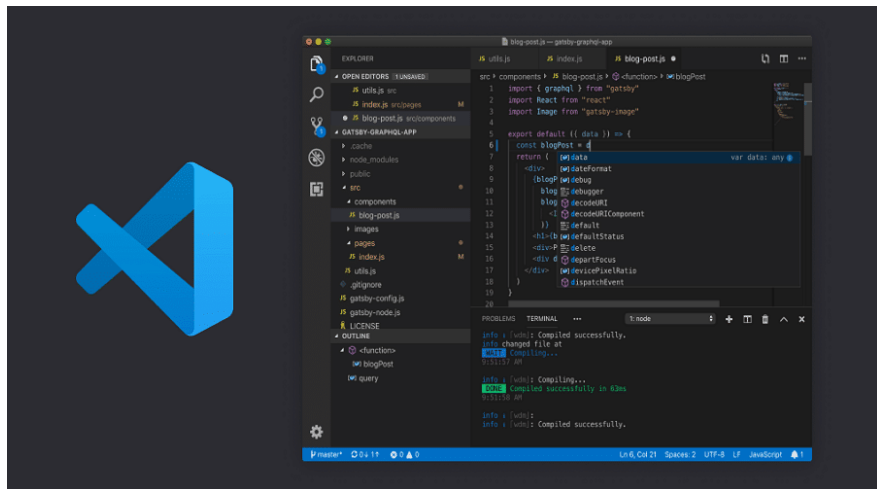 blog-post.js — gatsby-graphql-app
EXPLORER
OPEN EDITORS 1 UNSAVED
JS utils.js src
JS index.js src/pages M
JS blog-post.js src/components
GATSBY-GRAPHQL-APP
.cache
node_modules
public
src
components
JS blog-post.js
images
pages
JS index.js M
JS utils.js
.gitignore
JS gatsby-config.js
JS gatsby-node.js
LICENSE
OUTLINE
<function>
blogPost
query
JS utils.js JS index.js JS blog-post.js
src components JS blog-post.js <function> blogPost
1 import { graphql } from "gatsby"
2 import React from "react"
3 import Image from "gatsby-image"
4
5 export default ({ data }) => {
6 const blogPost = d
7 return (
8 <div>
9 {blogP
10 blog
11 blog
12 <I
13 )}
14 <h1>{b
15 <div>P
16 <div d
17 </div>
18 )
19 }
20
data var data: any
dateFormat
debug
debugger
decodeURI
decodeURIComponent
default
defaultStatus
delete
departFocus
devicePixelRatio
dispatchEvent
PROBLEMS TERMINAL ••• 1: node
info : [wdm]: Compiled successfully.
info changed file at
WAIT Compiling...
9:51:57 AM
info : [wdm]: Compiling...
DONE Compiled successfully in 63ms
9:51:58 AM
info : [wdm]:
info : [wdm]: Compiled successfully.
master* 0↓ 1↑ 0 0 Ln 6, Col 21 Spaces: 2 UTF-8 LF JavaScript 1